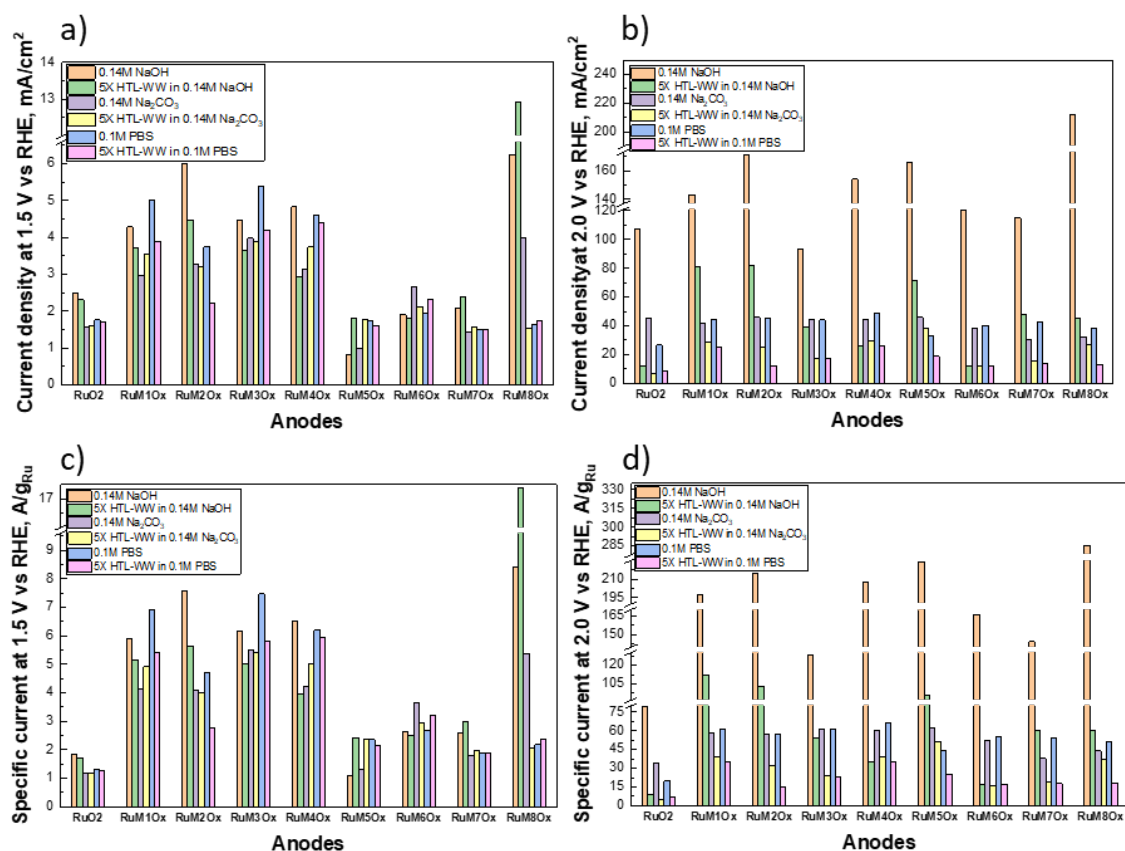 a)
Current density at 1.5 V vs RHE, mA/cm²
14
13
6
5
4
3
2
1
0
0.14M NaOH
5X HTL-WW in 0.14M NaOH
0.14M Na₂CO₃
5X HTL-WW in 0.14M Na₂CO₃
0.1M PBS
5X HTL-WW in 0.1M PBS
RuO2 RuM1Ox RuM2Ox RuM3Ox RuM4Ox RuM5Ox RuM6Ox RuM7Ox RuM8Ox
Anodes
b)
Current density at 2.0 V vs RHE, mA/cm²
240
220
200
160
140
120
100
80
60
40
20
0
0.14M NaOH
5X HTL-WW in 0.14M NaOH
0.14M Na₂CO₃
5X HTL-WW in 0.14M Na₂CO₃
0.1M PBS
5X HTL-WW in 0.1M PBS
RuO2 RuM1Ox RuM2Ox RuM3Ox RuM4Ox RuM5Ox RuM6Ox RuM7Ox RuM8Ox
Anodes
c)
Specific current at 1.5 V vs RHE, A/gRu
17
9
8
7
6
5
4
3
2
1
0
0.14M NaOH
5X HTL-WW in 0.14M NaOH
0.14M Na₂CO₃
5X HTL-WW in 0.14M Na₂CO₃
0.1M PBS
5X HTL-WW in 0.1M PBS
RuO2 RuM1Ox RuM2Ox RuM3Ox RuM4Ox RuM5Ox RuM6Ox RuM7Ox RuM8Ox
Anodes
d)
Specific current at 2.0 V vs RHE, A/gRu
330
315
300
285
210
195
165
150
120
105
75
60
45
30
15
0
0.14M NaOH
5X HTL-WW in 0.14M NaOH
0.14M Na₂CO₃
5X HTL-WW in 0.14M Na₂CO₃
0.1M PBS
5X HTL-WW in 0.1M PBS
RuO2 RuM1Ox RuM2Ox RuM3Ox RuM4Ox RuM5Ox RuM6Ox RuM7Ox RuM8Ox
Anodes